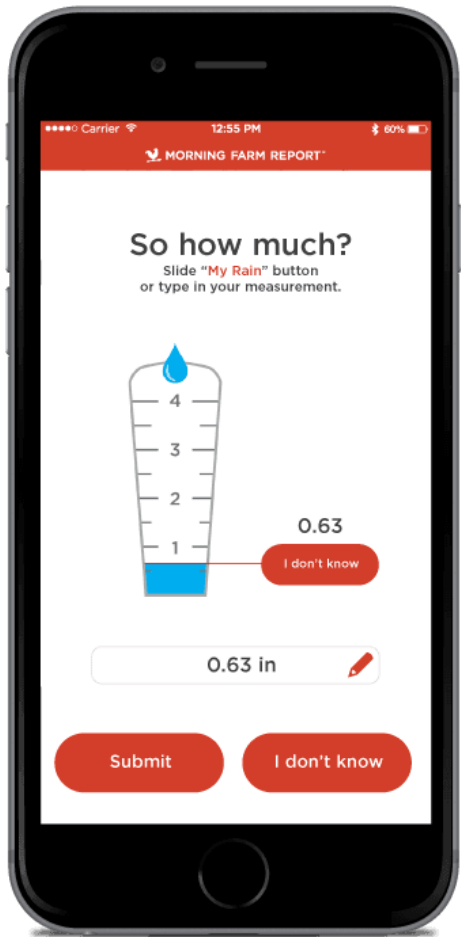 Carrier 12:55 PM 60%
MORNING FARM REPORT
So how much?
Slide “My Rain” button
or type in your measurement.
4
3
2
1
0.63
I don't know
0.63 in
Submit
I don't know